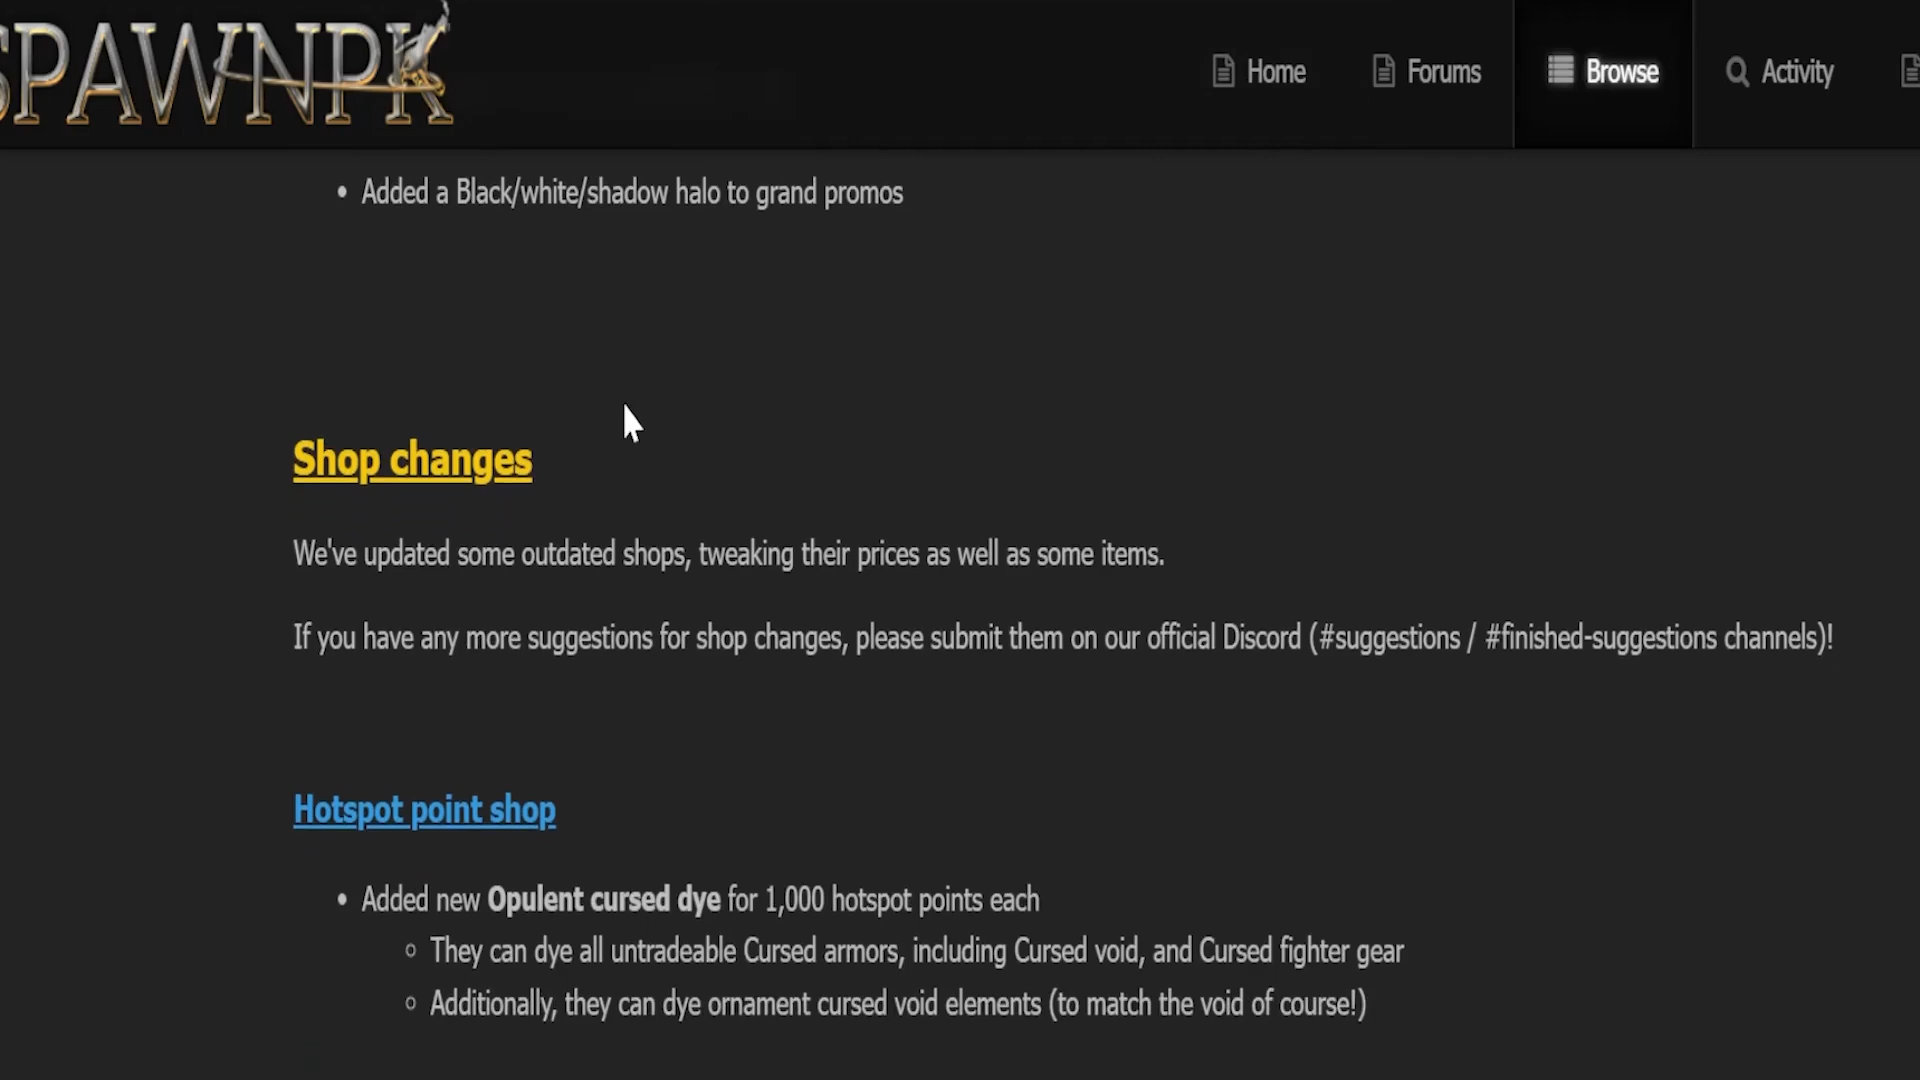 SPAWNPK
Home
Forums
Browse
Activity
• Added a Black/white/shadow halo to grand promos
Shop changes
We've updated some outdated shops, tweaking their prices as well as some items.
If you have any more suggestions for shop changes, please submit them on our official Discord (#suggestions / #finished-suggestions channels)!
Hotspot point shop
• Added new Opulent cursed dye for 1,000 hotspot points each
○ They can dye all untradeable Cursed armors, including Cursed void, and Cursed fighter gear
○ Additionally, they can dye ornament cursed void elements (to match the void of course!)